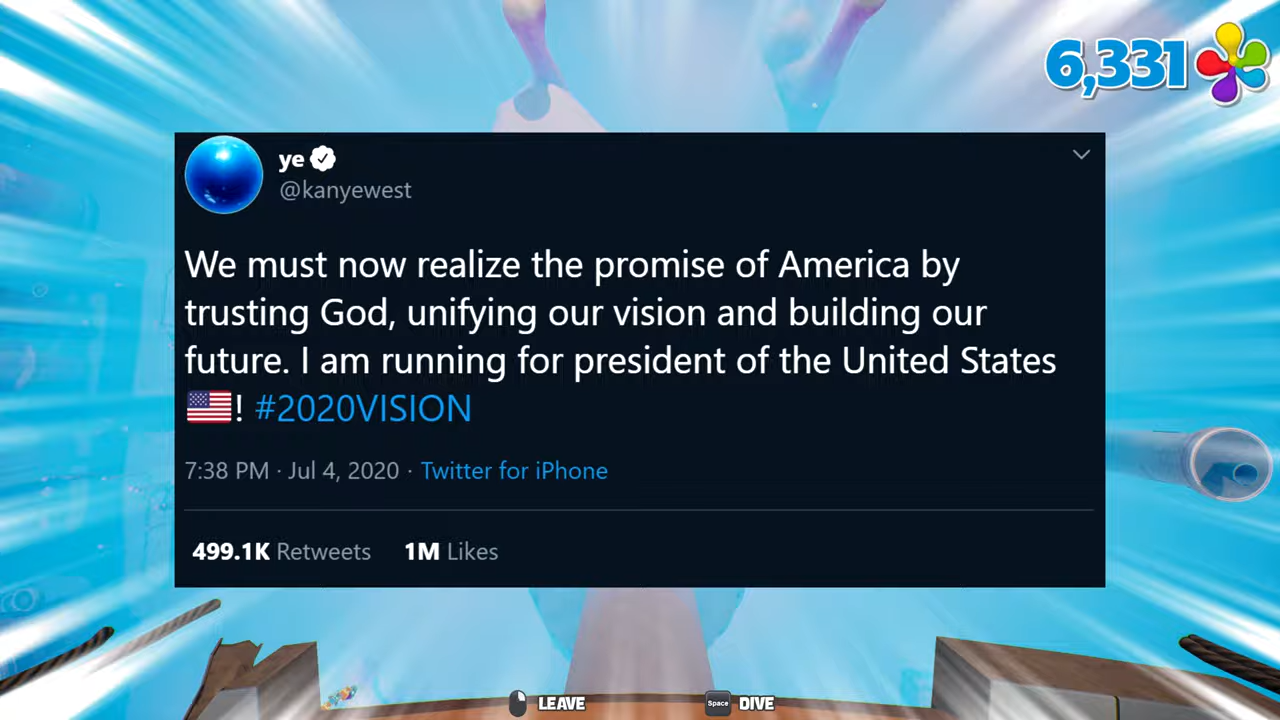 6,331
ye
@kanyewest
We must now realize the promise of America by
trusting God, unifying our vision and building our
future. I am running for president of the United States
🇺🇸! #2020VISION
7:38 PM · Jul 4, 2020 · Twitter for iPhone
499.1K Retweets 1M Likes
LEAVE Space DIVE